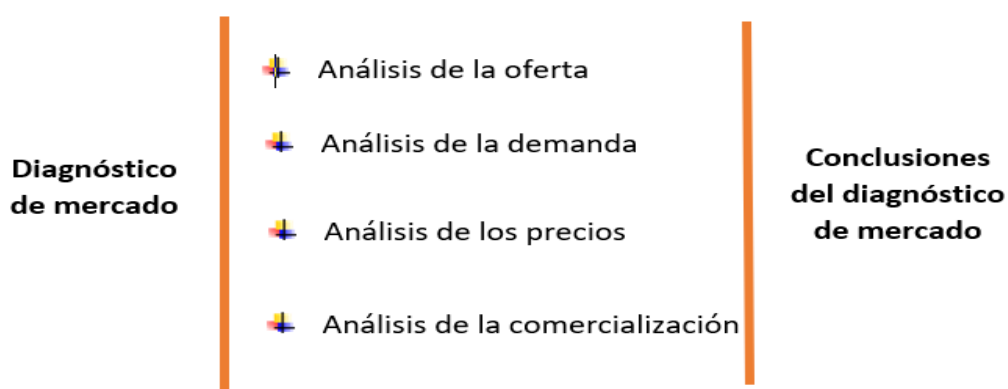 Diagnóstico
de mercado
Análisis de la oferta
Análisis de la demanda
Análisis de los precios
Análisis de la comercialización
Conclusiones
del diagnóstico
de mercado